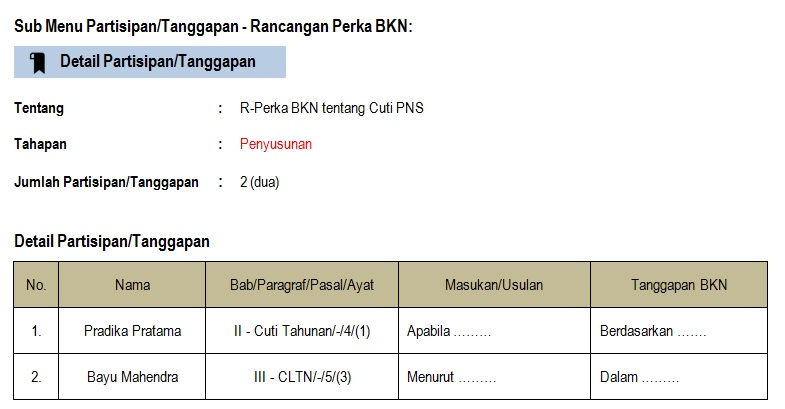 Sub Menu Partisipan/Tanggapan - Rancangan Perka BKN:
Detail Partisipan/Tanggapan
Tentang : R-Perka BKN tentang Cuti PNS
Tahapan : Penyusunan
Jumlah Partisipan/Tanggapan : 2 (dua)
Detail Partisipan/Tanggapan
No. Nama Bab/Paragraf/Pasal/Ayat Masukan/Usulan Tanggapan BKN
1. Pradika Pratama II - Cuti Tahunan/-/4/(1) Apabila ......... Berdasarkan .......
2. Bayu Mahendra III - CLTN/-/5/(3) Menurut ......... Dalam .........